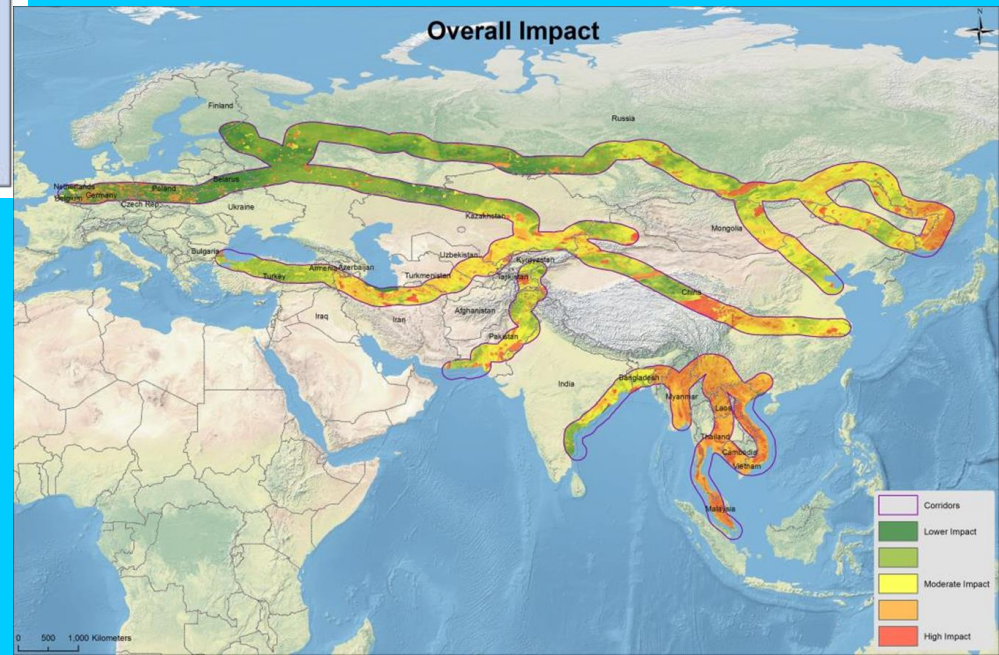 Overall Impact
N
Finland
Russia
Netherlands
Belgium
Germany
Poland
Belarus
Czech Rep.
Ukraine
Kazakhstan
Mongolia
Bulgaria
Uzbekistan
Kyrgyzstan
Turkey
Armenia
Azerbaijan
Turkmenistan
Tajikistan
China
Iraq
Iran
Afghanistan
Pakistan
India
Bangladesh
Myanmar
Laos
Thailand
Cambodia
Vietnam
Malaysia
Corridors
Lower Impact
Moderate Impact
High Impact
0 500 1,000 Kilometers